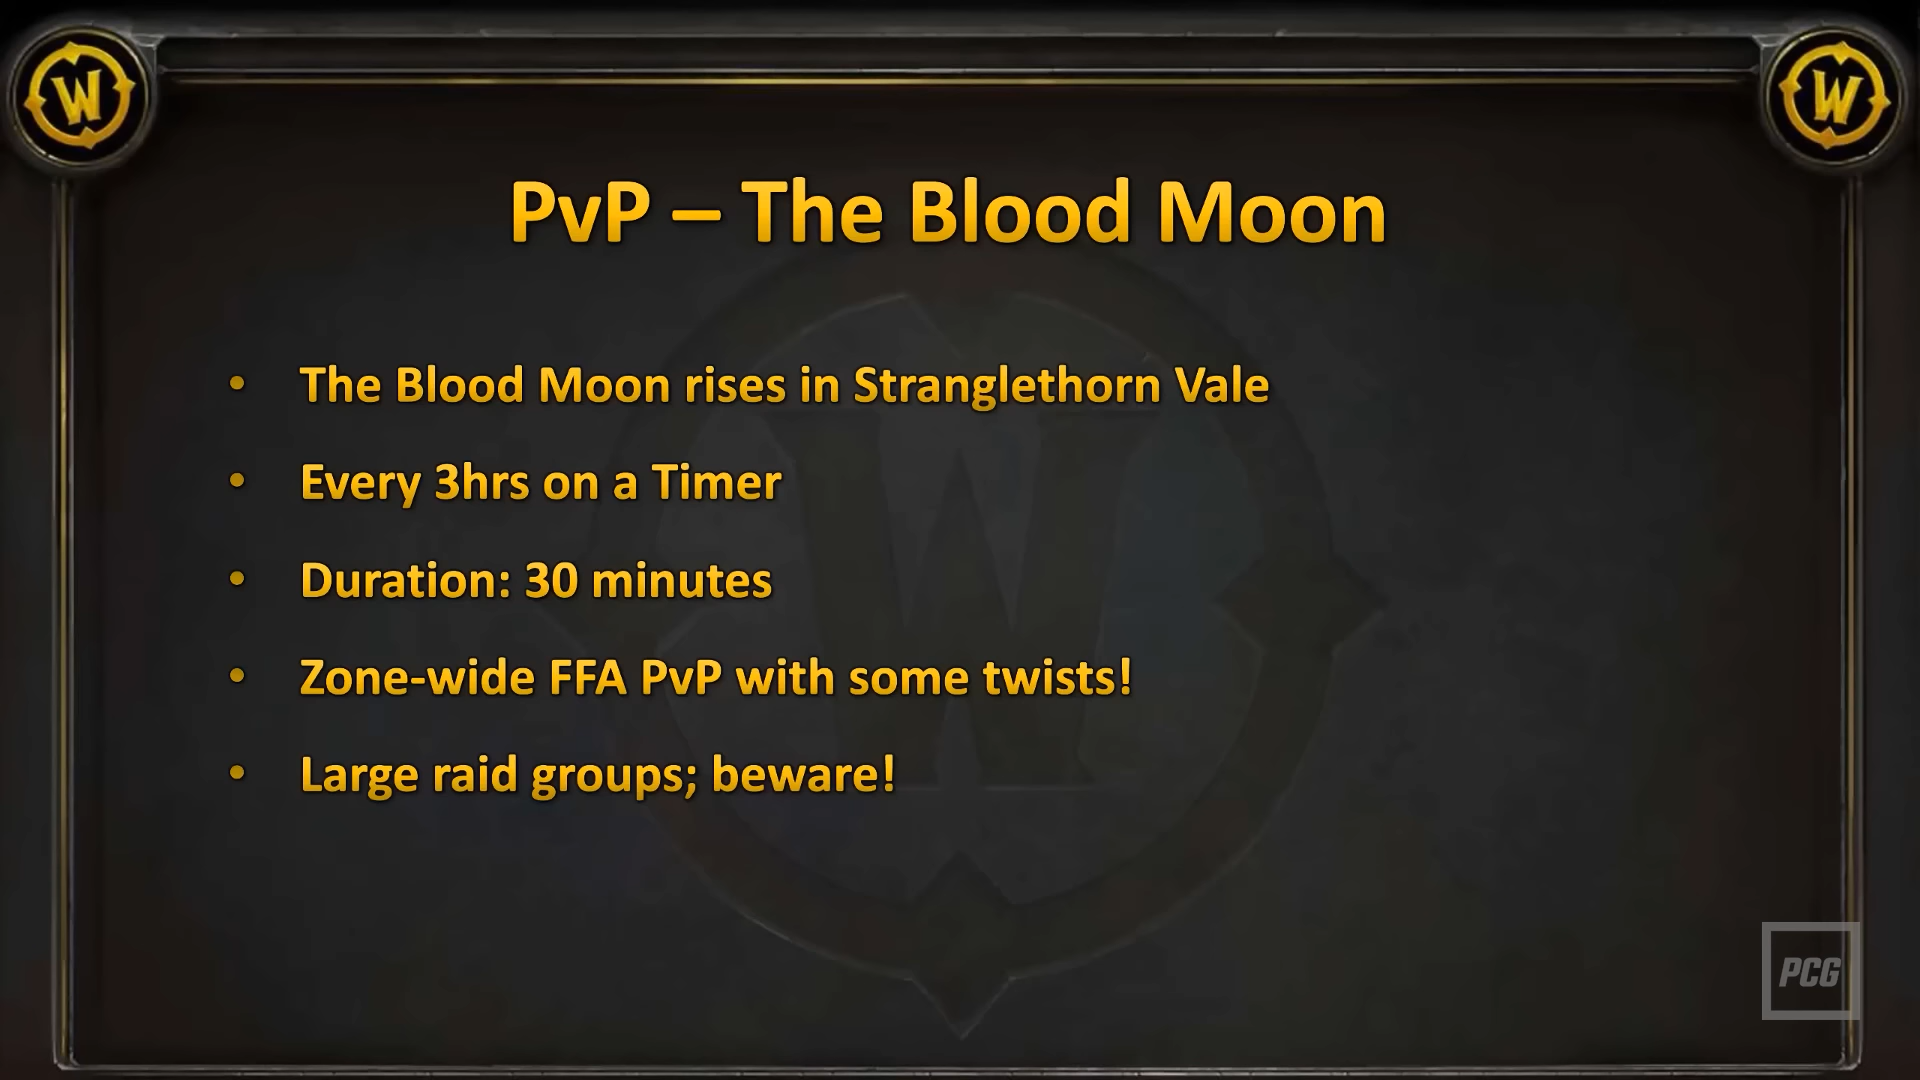 W
W
PvP – The Blood Moon
• The Blood Moon rises in Stranglethorn Vale
• Every 3hrs on a Timer
• Duration: 30 minutes
• Zone-wide FFA PvP with some twists!
• Large raid groups; beware!
W
PCG